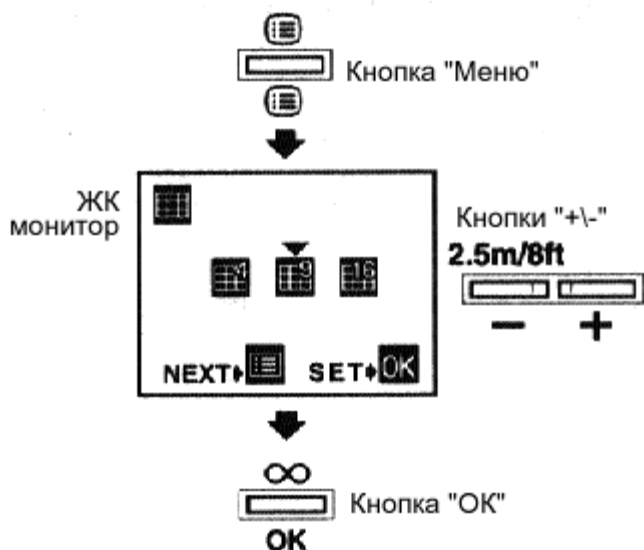 Кнопка "Меню"
ЖК
монитор
4 9 16
Кнопки "+\-"
2.5m/8ft
− +
NEXT SET OK
∞
Кнопка "ОК"
OK